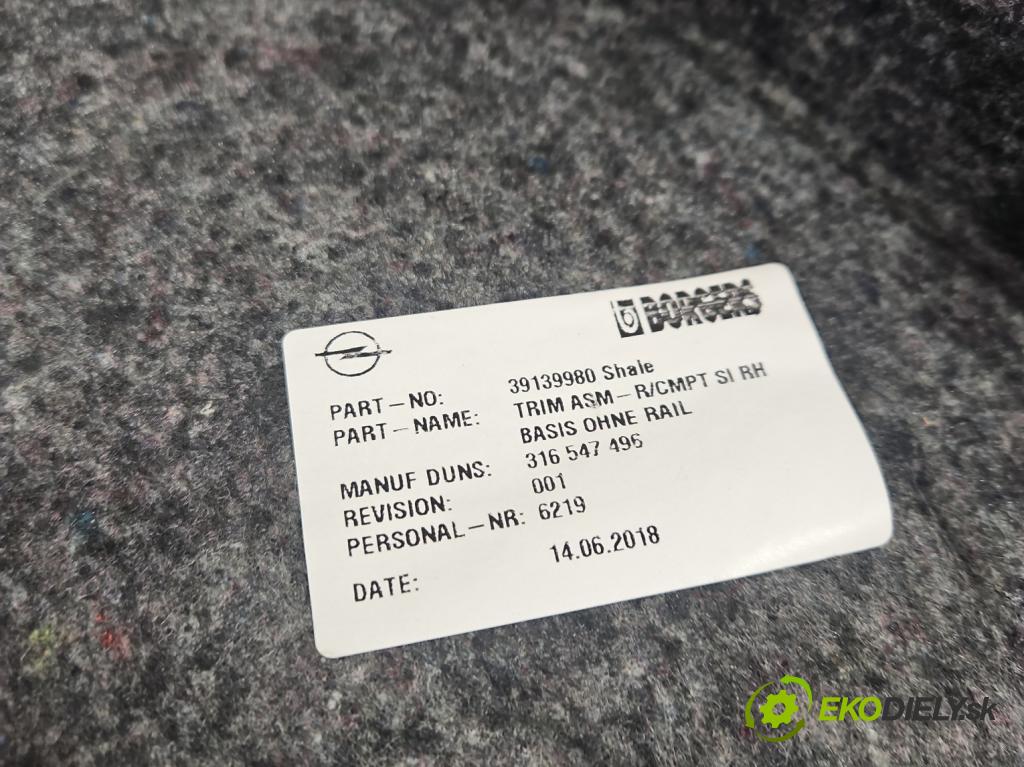 BORGERS
PART-NO: 39139980 Shale
PART-NAME: TRIM ASM-R/CMPT SI RH
BASIS OHNE RAIL
MANUF DUNS: 316 547 496
REVISION: 001
PERSONAL-NR: 6219
DATE: 14.06.2018
EKODIELY.sk